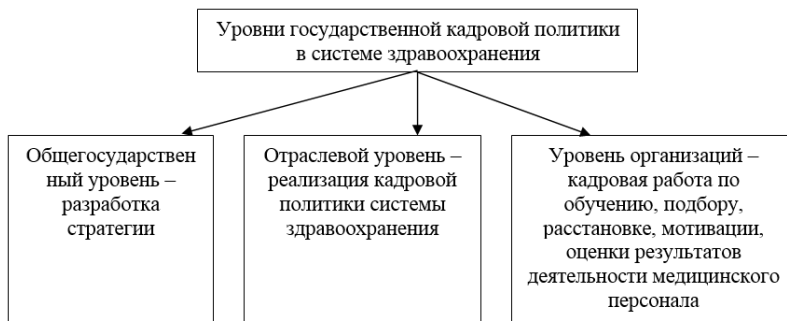 Уровни государственной кадровой политики
в системе здравоохранения
Общегосударствен
ный уровень –
разработка
стратегии
Отраслевой уровень –
реализация кадровой
политики системы
здравоохранения
Уровень организаций –
кадровая работа по
обучению, подбору,
расстановке, мотивации,
оценки результатов
деятельности медицинского
персонала